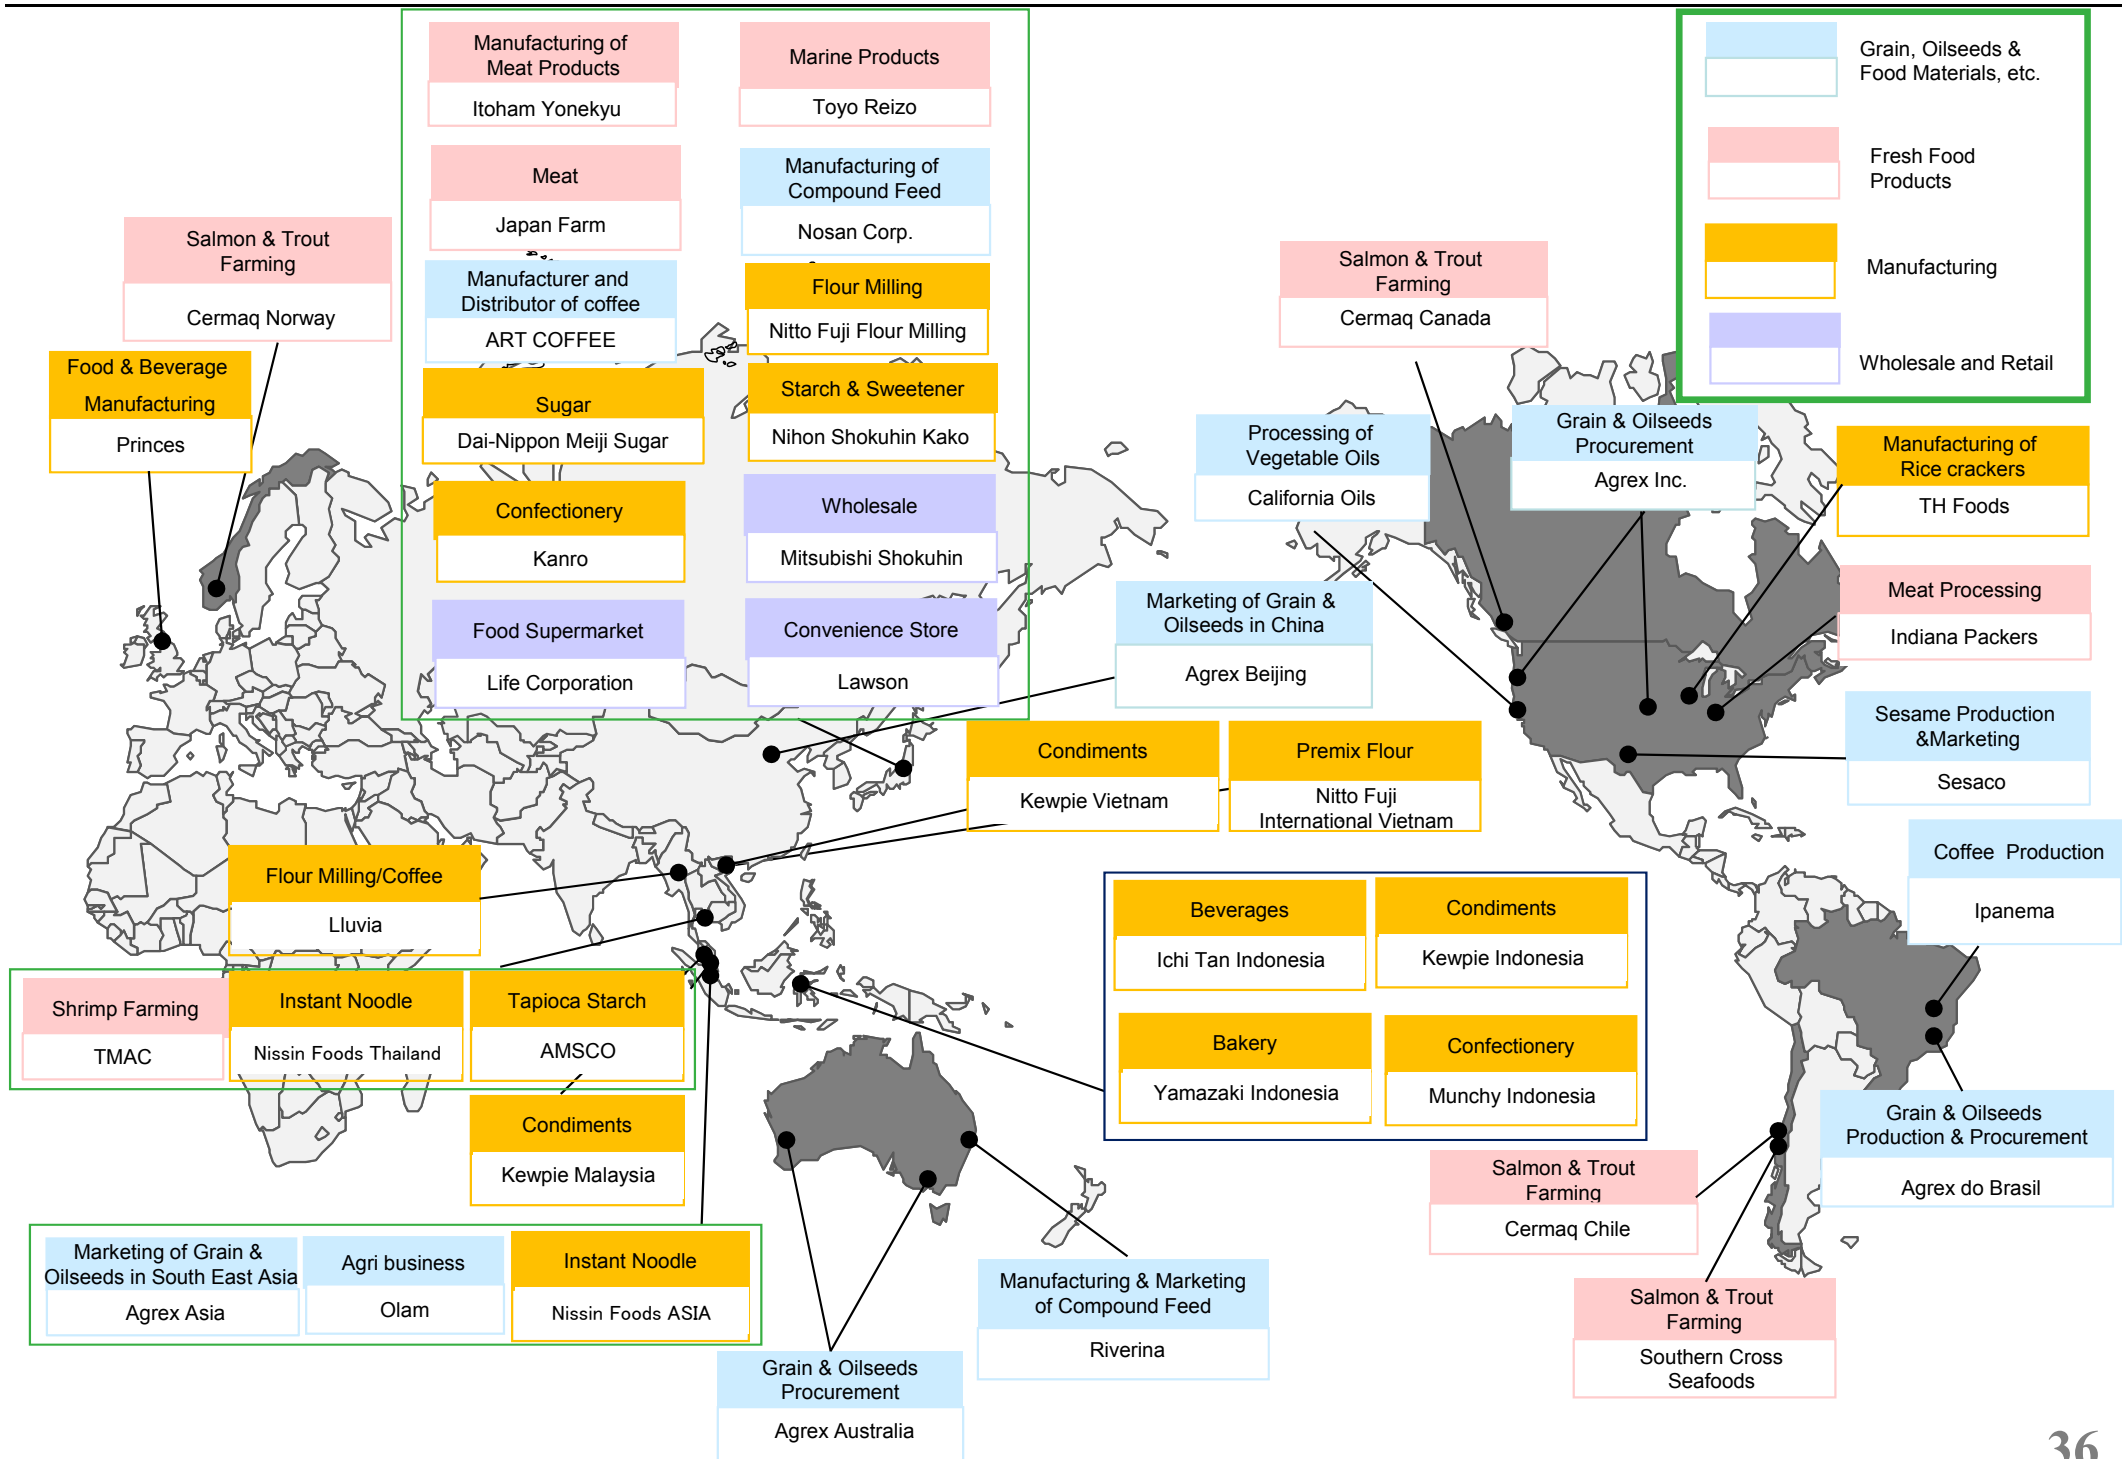 Manufacturing of
Meat Products
Itoham Yonekyu
Marine Products
Toyo Reizo
Meat
Japan Farm
Manufacturing of
Compound Feed
Nosan Corp.
Manufacturer and
Distributor of coffee
ART COFFEE
Flour Milling
Nitto Fuji Flour Milling
Sugar
Dai-Nippon Meiji Sugar
Starch & Sweetener
Nihon Shokuhin Kako
Confectionery
Kanro
Wholesale
Mitsubishi Shokuhin
Food Supermarket
Life Corporation
Convenience Store
Lawson
Grain, Oilseeds &
Food Materials, etc.
Fresh Food
Products
Manufacturing
Wholesale and Retail
Salmon & Trout
Farming
Cermaq Norway
Food & Beverage
Manufacturing
Princes
Salmon & Trout
Farming
Cermaq Canada
Processing of
Vegetable Oils
California Oils
Grain & Oilseeds
Procurement
Agrex Inc.
Manufacturing of
Rice crackers
TH Foods
Meat Processing
Indiana Packers
Marketing of Grain &
Oilseeds in China
Agrex Beijing
Sesame Production
&Marketing
Sesaco
Condiments
Kewpie Vietnam
Premix Flour
Nitto Fuji
International Vietnam
Coffee Production
Ipanema
Flour Milling/Coffee
Lluvia
Beverages
Ichi Tan Indonesia
Condiments
Kewpie Indonesia
Bakery
Yamazaki Indonesia
Confectionery
Munchy Indonesia
Shrimp Farming
TMAC
Instant Noodle
Nissin Foods Thailand
Tapioca Starch
AMSCO
Condiments
Kewpie Malaysia
Grain & Oilseeds
Production & Procurement
Agrex do Brasil
Salmon & Trout
Farming
Cermaq Chile
Marketing of Grain &
Oilseeds in South East Asia
Agrex Asia
Agri business
Olam
Instant Noodle
Nissin Foods ASIA
Manufacturing & Marketing
of Compound Feed
Riverina
Salmon & Trout
Farming
Southern Cross
Seafoods
Grain & Oilseeds
Procurement
Agrex Australia
36